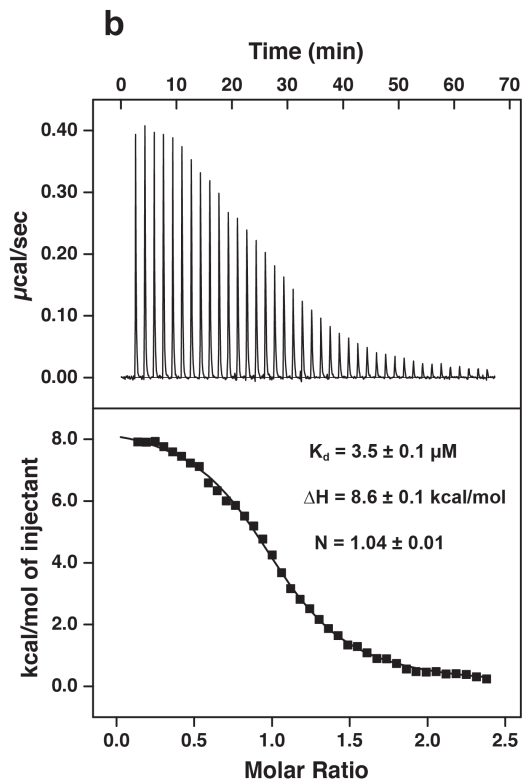 b
Time (min)
0 10 20 30 40 50 60 70
0.40
0.30
0.20
0.10
0.00
µcal/sec
8.0
6.0
4.0
2.0
0.0
kcal/mol of injectant
K_d = 3.5 ± 0.1 µM
ΔH = 8.6 ± 0.1 kcal/mol
N = 1.04 ± 0.01
0.0 0.5 1.0 1.5 2.0 2.5
Molar Ratio